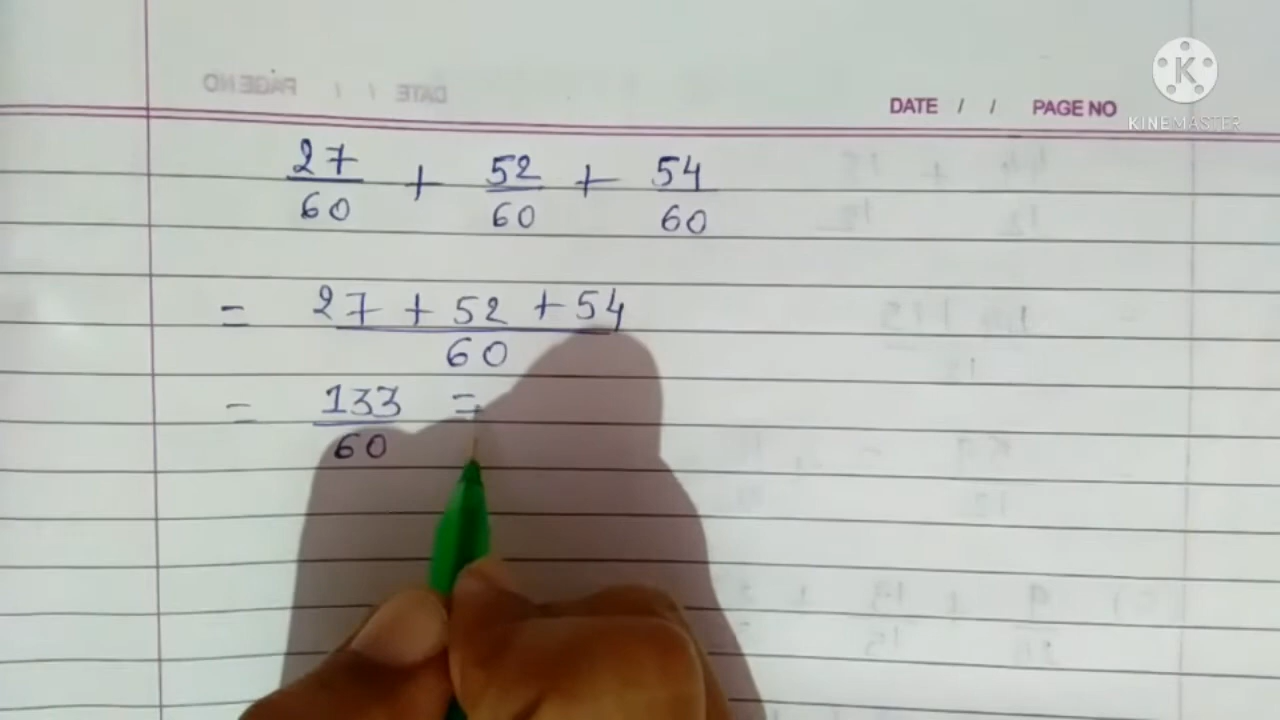 DATE / / PAGE NO
KINEMASTER
27/60 + 52/60 + 54/60
= 27 + 52 + 54 / 60
= 133/60 =